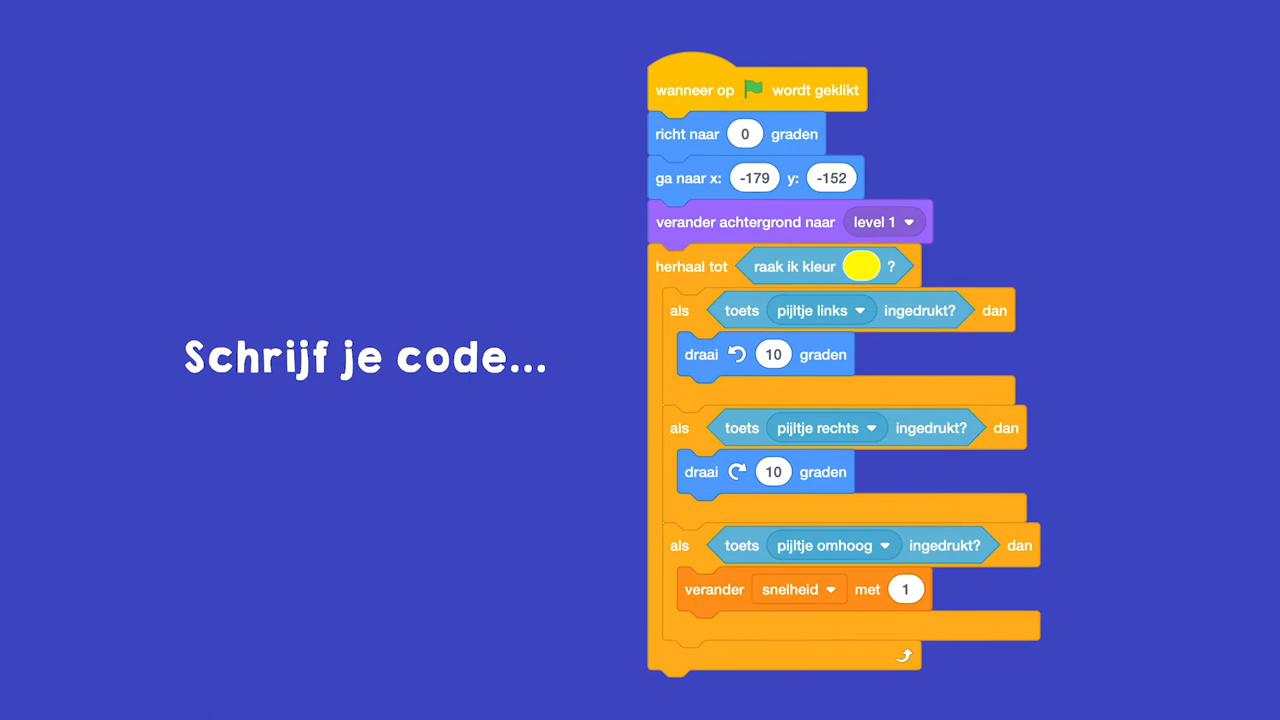 wanneer op wordt geklikt
richt naar 0 graden
ga naar x: -179 y: -152
verander achtergrond naar level 1
herhaal tot raak ik kleur ?
als toets pijltje links ingedrukt? dan
draai 10 graden
als toets pijltje rechts ingedrukt? dan
draai 10 graden
als toets pijltje omhoog ingedrukt? dan
verander snelheid met 1
Schrijf je code...